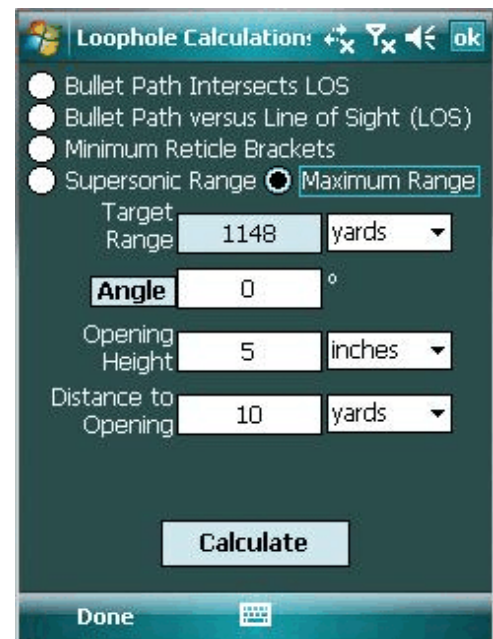 Loophole Calculation: ok
Bullet Path Intersects LOS
Bullet Path versus Line of Sight (LOS)
Minimum Reticle Brackets
Supersonic Range Maximum Range
Target
Range 1148 yards
Angle 0 °
Opening
Height 5 inches
Distance to
Opening 10 yards
Calculate
Done